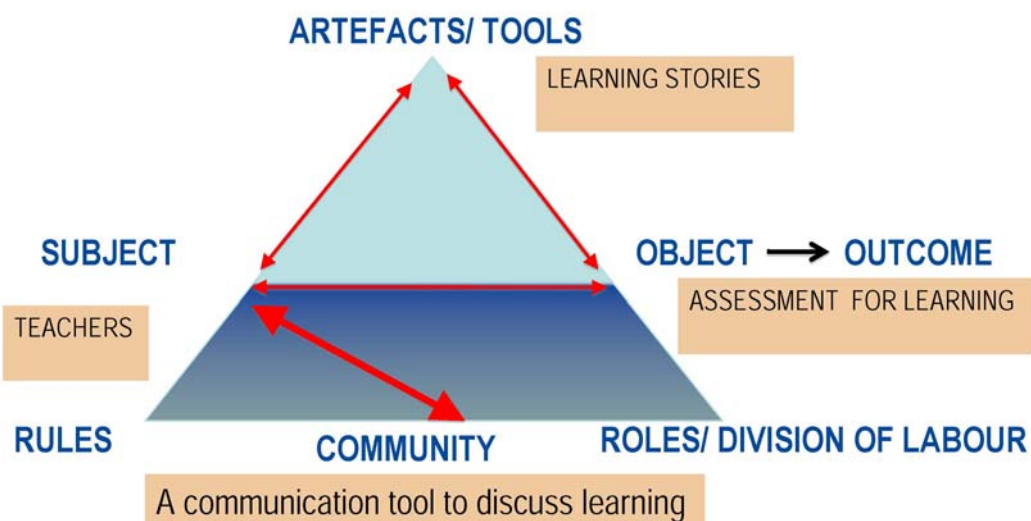 ARTEFACTS/ TOOLS
LEARNING STORIES
SUBJECT
OBJECT → OUTCOME
TEACHERS
ASSESSMENT FOR LEARNING
RULES
COMMUNITY
ROLES/ DIVISION OF LABOUR
A communication tool to discuss learning